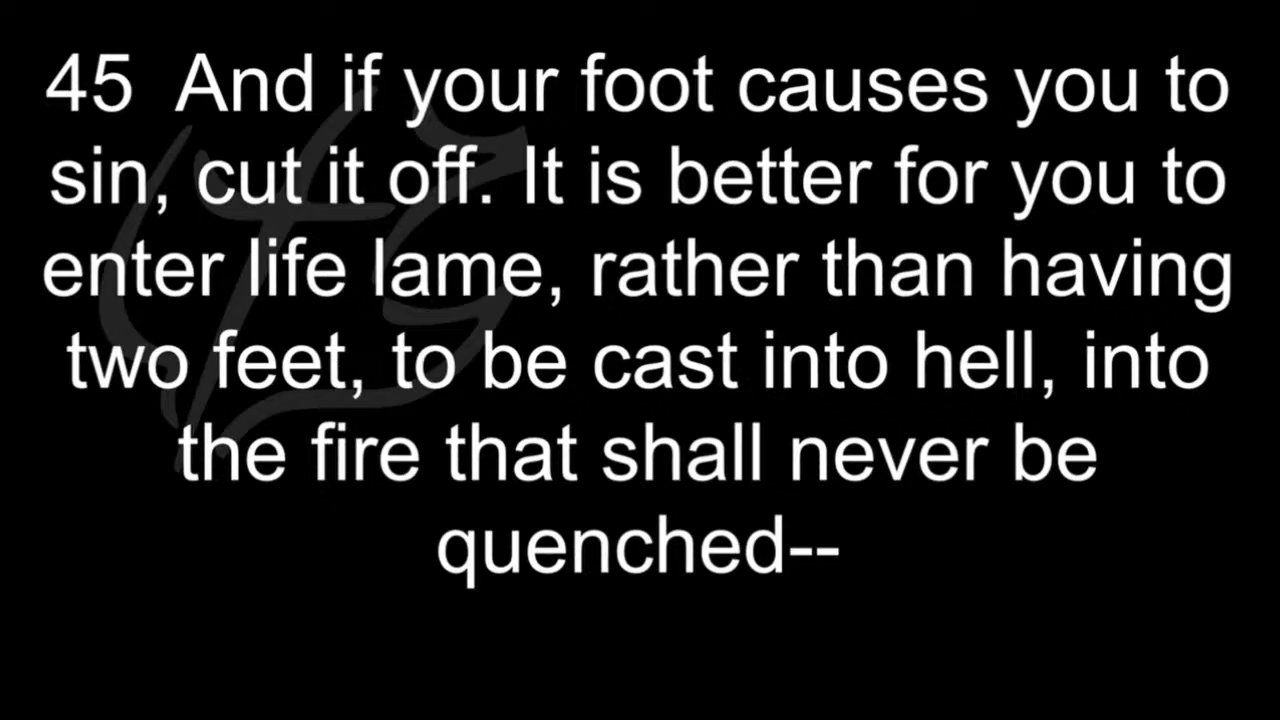 45  And if your foot causes you to
sin, cut it off. It is better for you to
enter life lame, rather than having
two feet, to be cast into hell, into
the fire that shall never be
quenched--